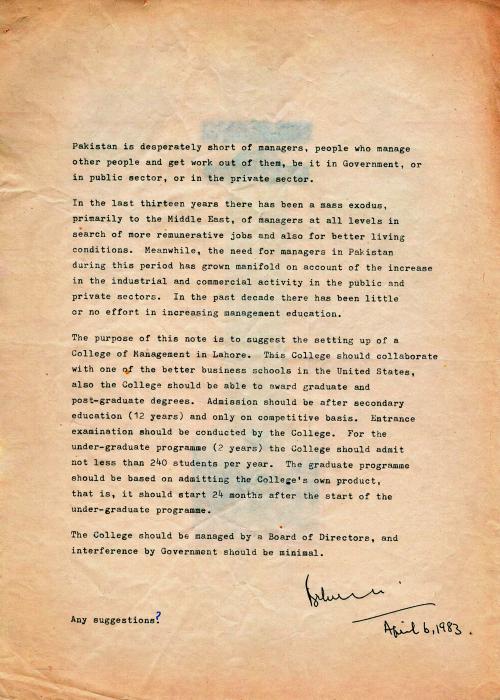 Pakistan is desperately short of managers, people who manage
other people and get work out of them, be it in Government, or
in public sector, or in the private sector.
In the last thirteen years there has been a mass exodus,
primarily to the Middle East, of managers at all levels in
search of more remunerative jobs and also for better living
conditions. Meanwhile, the need for managers in Pakistan
during this period has grown manifold on account of the increase
in the industrial and commercial activity in the public and
private sectors. In the past decade there has been little
or no effort in increasing management education.
The purpose of this note is to suggest the setting up of a
College of Management in Lahore. This College should collaborate
with one of the better business schools in the United States,
also the College should be able to award graduate and
post-graduate degrees. Admission should be after secondary
education (12 years) and only on competitive basis. Entrance
examination should be conducted by the College. For the
under-graduate programme (2 years) the College should admit
not less than 240 students per year. The graduate programme
should be based on admitting the College's own product,
that is, it should start 24 months after the start of the
under-graduate programme.
The College should be managed by a Board of Directors, and
interference by Government should be minimal.
Any suggestions?
April 6, 1983.